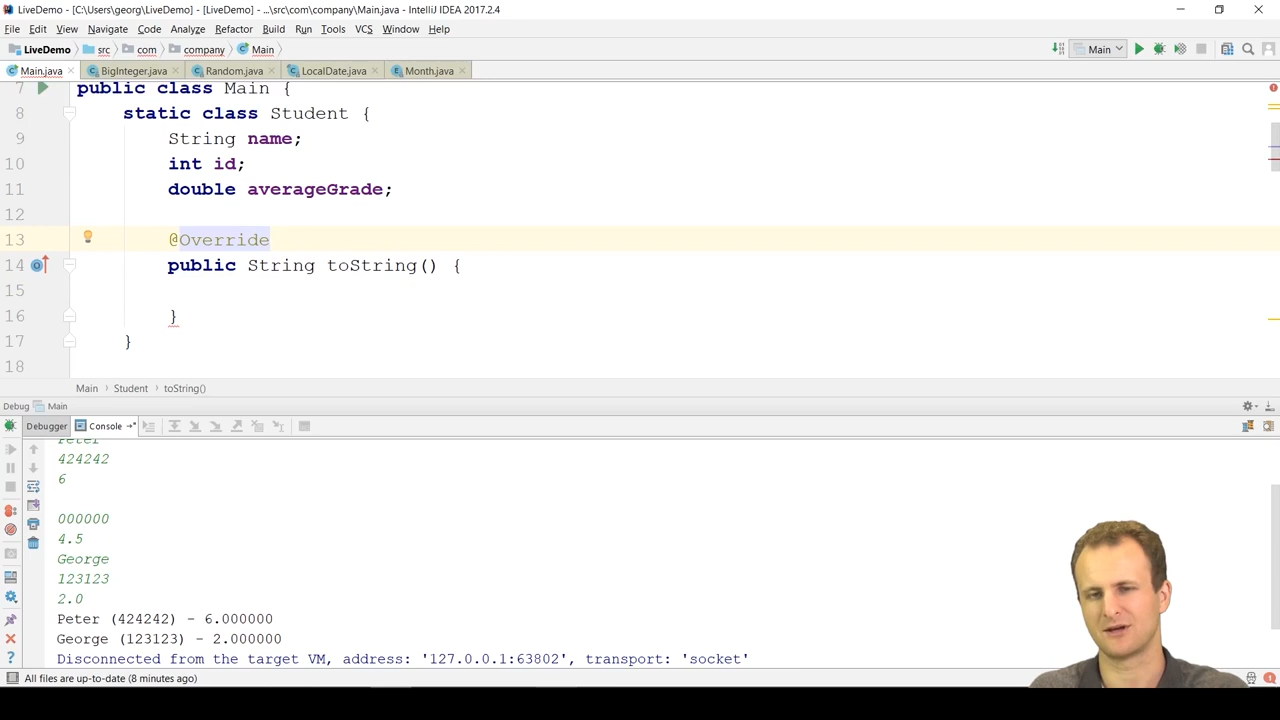 LiveDemo - [C:\Users\georg\LiveDemo] - [LiveDemo] - ...\src\com\company\Main.java - IntelliJ IDEA 2017.2.4
File Edit View Navigate Code Analyze Refactor Build Run Tools VCS Window Help
LiveDemo src com company Main Main
Main.java BigInteger.java Random.java LocalDate.java Month.java
7 public class Main {
8 static class Student {
9 String name;
10 int id;
11 double averageGrade;
12
13 @Override
14 public String toString() {
15
16 }
17 }
18
Main Student toString()
Debug Main
Debugger Console
Peter
424242
6
000000
4.5
George
123123
2.0
Peter (424242) - 6.000000
George (123123) - 2.000000
Disconnected from the target VM, address: '127.0.0.1:63802', transport: 'socket'
All files are up-to-date (8 minutes ago)